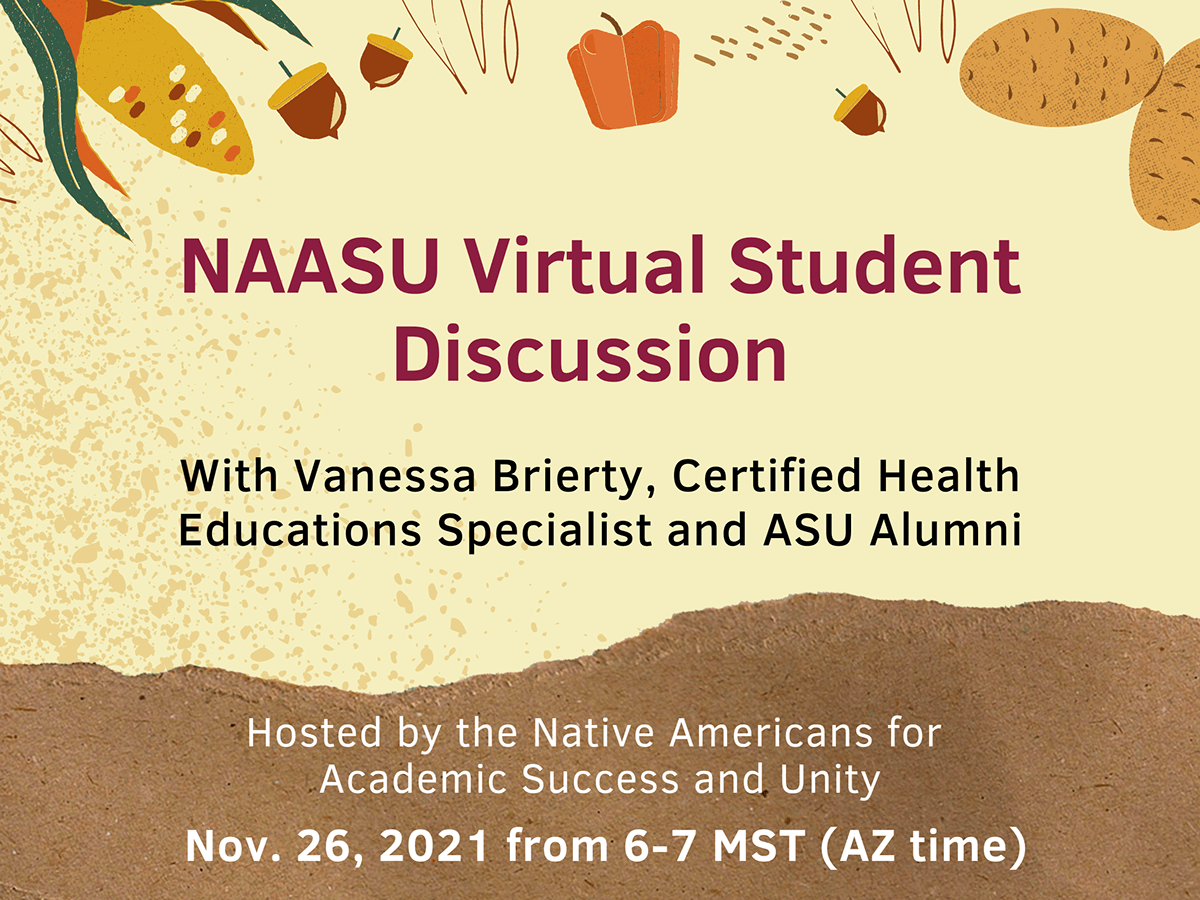 NAASU Virtual Student
Discussion
With Vanessa Brierty, Certified Health
Educations Specialist and ASU Alumni
Hosted by the Native Americans for
Academic Success and Unity
Nov. 26, 2021 from 6-7 MST (AZ time)